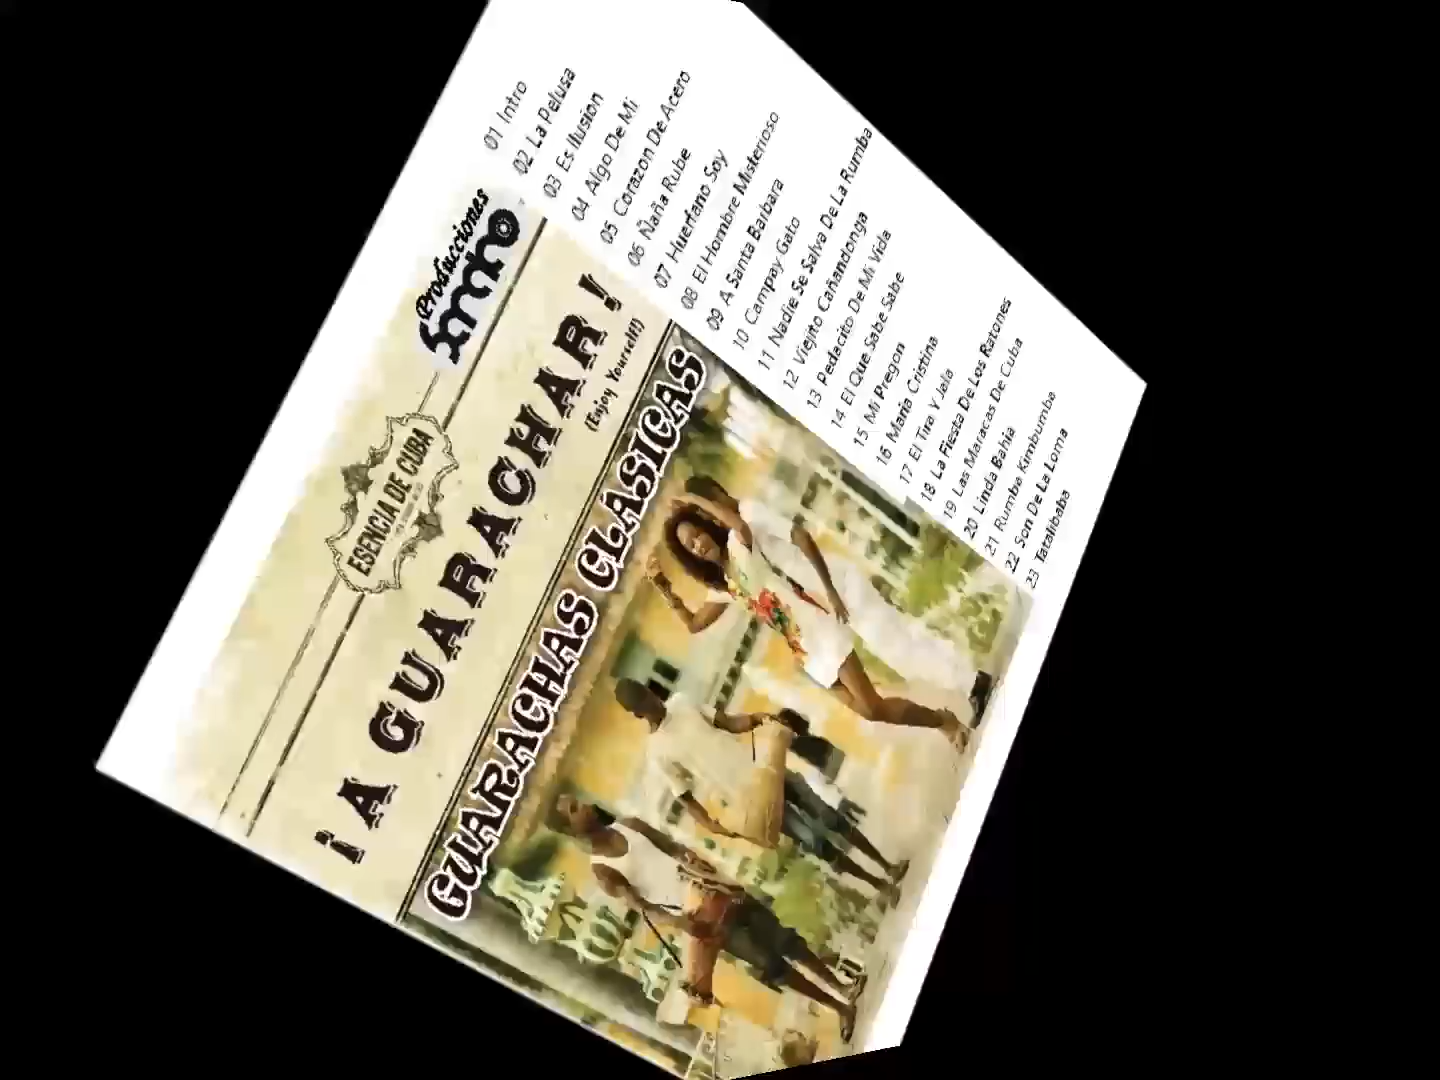 Producciones
ESENCIA DE CUBA
¡A GUARACHAR!
(Enjoy Yourself!)
GUARACHAS CLASICAS
01 Intro
02 La Pelusa
03 Es Ilusion
04 Algo De Mi
05 Corazon De Acero
06 Ñaña Rube
07 Huerfano Soy
08 El Hombre Misterioso
09 A Santa Barbara
10 Campay Gato
11 Nadie Se Salva De La Rumba
12 Viejito Cañandonga
13 Pedacito De Mi Vida
14 El Que Sabe Sabe
15 Mi Pregon
16 Maria Cristina
17 El Tira Y Jala
18 La Fiesta De Los Ratones
19 Las Maracas De Cuba
20 Linda Bahia
21 Rumba Kimbumba
22 Son De La Loma
23 Tatalibaba